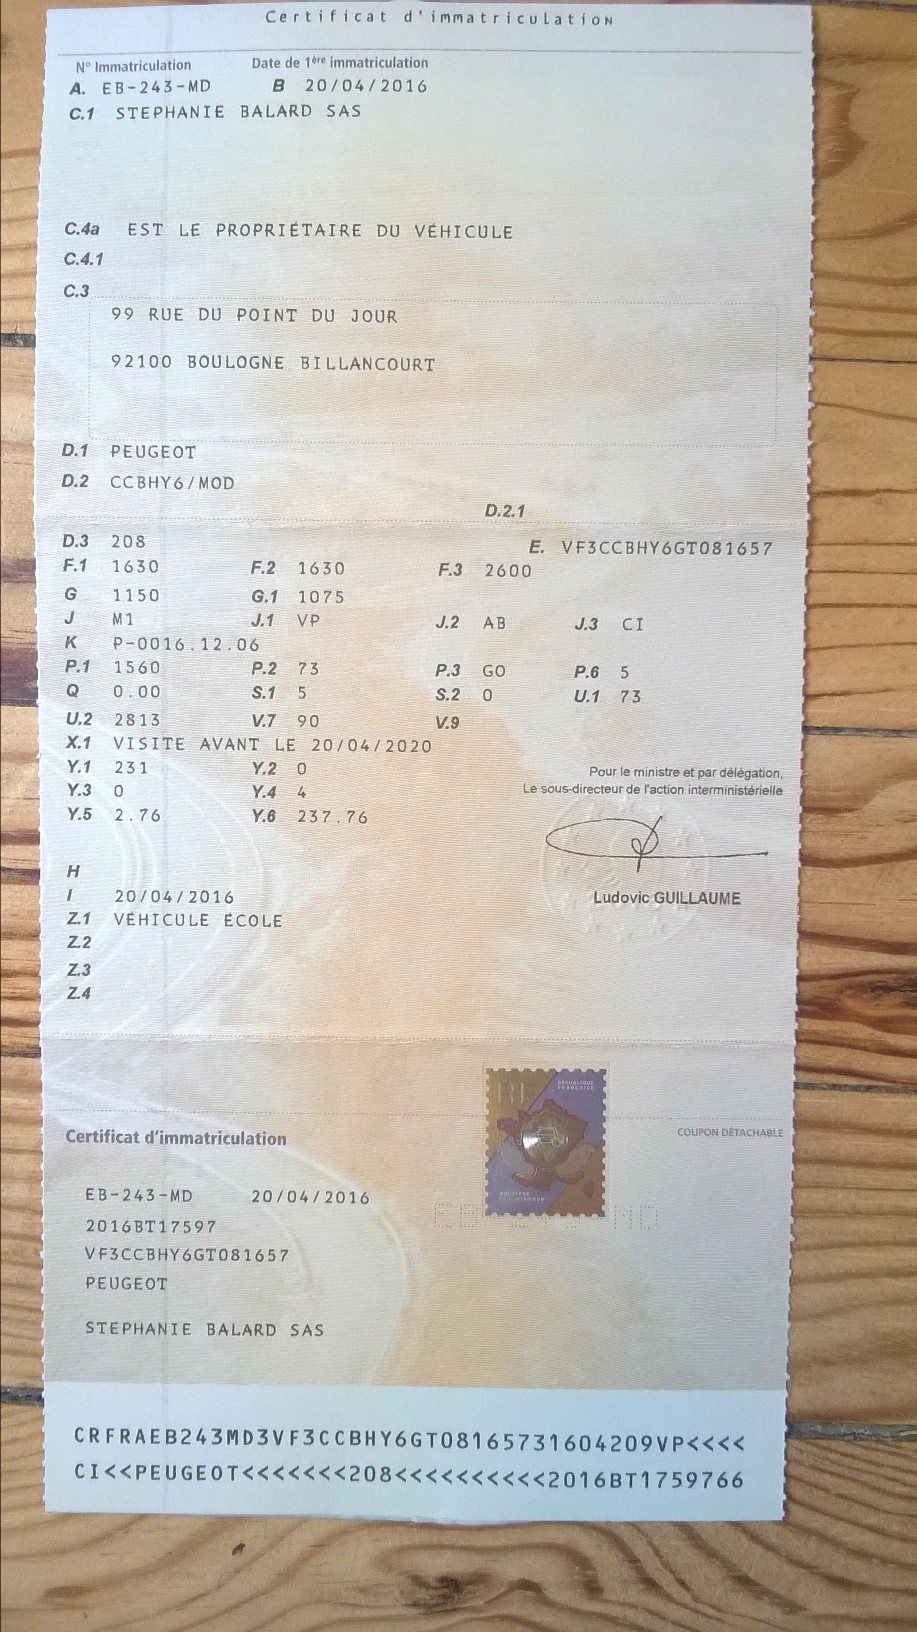 Certificat d'immatriculation
N° Immatriculation Date de 1ère immatriculation
A. EB-243-MD B 20/04/2016
C.1 STEPHANIE BALARD SAS
C.4a EST LE PROPRIÉTAIRE DU VÉHICULE
C.4.1
C.3
99 RUE DU POINT DU JOUR
92100 BOULOGNE BILLANCOURT
D.1 PEUGEOT
D.2 CCBHY6/MOD
D.2.1
D.3 208 E. VF3CCBHY6GT081657
F.1 1630 F.2 1630 F.3 2600
G 1150 G.1 1075
J M1 J.1 VP J.2 AB J.3 CI
K P-0016.12.06
P.1 1560 P.2 73 P.3 GO P.6 5
Q 0.00 S.1 5 S.2 0 U.1 73
U.2 2813 V.7 90 V.9
X.1 VISITE AVANT LE 20/04/2020
Y.1 231 Y.2 0
Y.3 0 Y.4 4
Y.5 2.76 Y.6 237.76
Pour le ministre et par délégation,
Le sous-directeur de l'action interministérielle
Ludovic GUILLAUME
H
I 20/04/2016
Z.1 VÉHICULE ÉCOLE
Z.2
Z.3
Z.4
RF RÉPUBLIQUE FRANÇAISE
MINISTÈRE DE L'INTÉRIEUR
Certificat d'immatriculation COUPON DÉTACHABLE
EB-243-MD 20/04/2016
2016BT17597
VF3CCBHY6GT081657
PEUGEOT
STEPHANIE BALARD SAS
CRFRAEB243MD3VF3CCBHY6GT08165731604209VP<<<<
CI<<PEUGEOT<<<<<<<208<<<<<<<<<<2016BT1759766